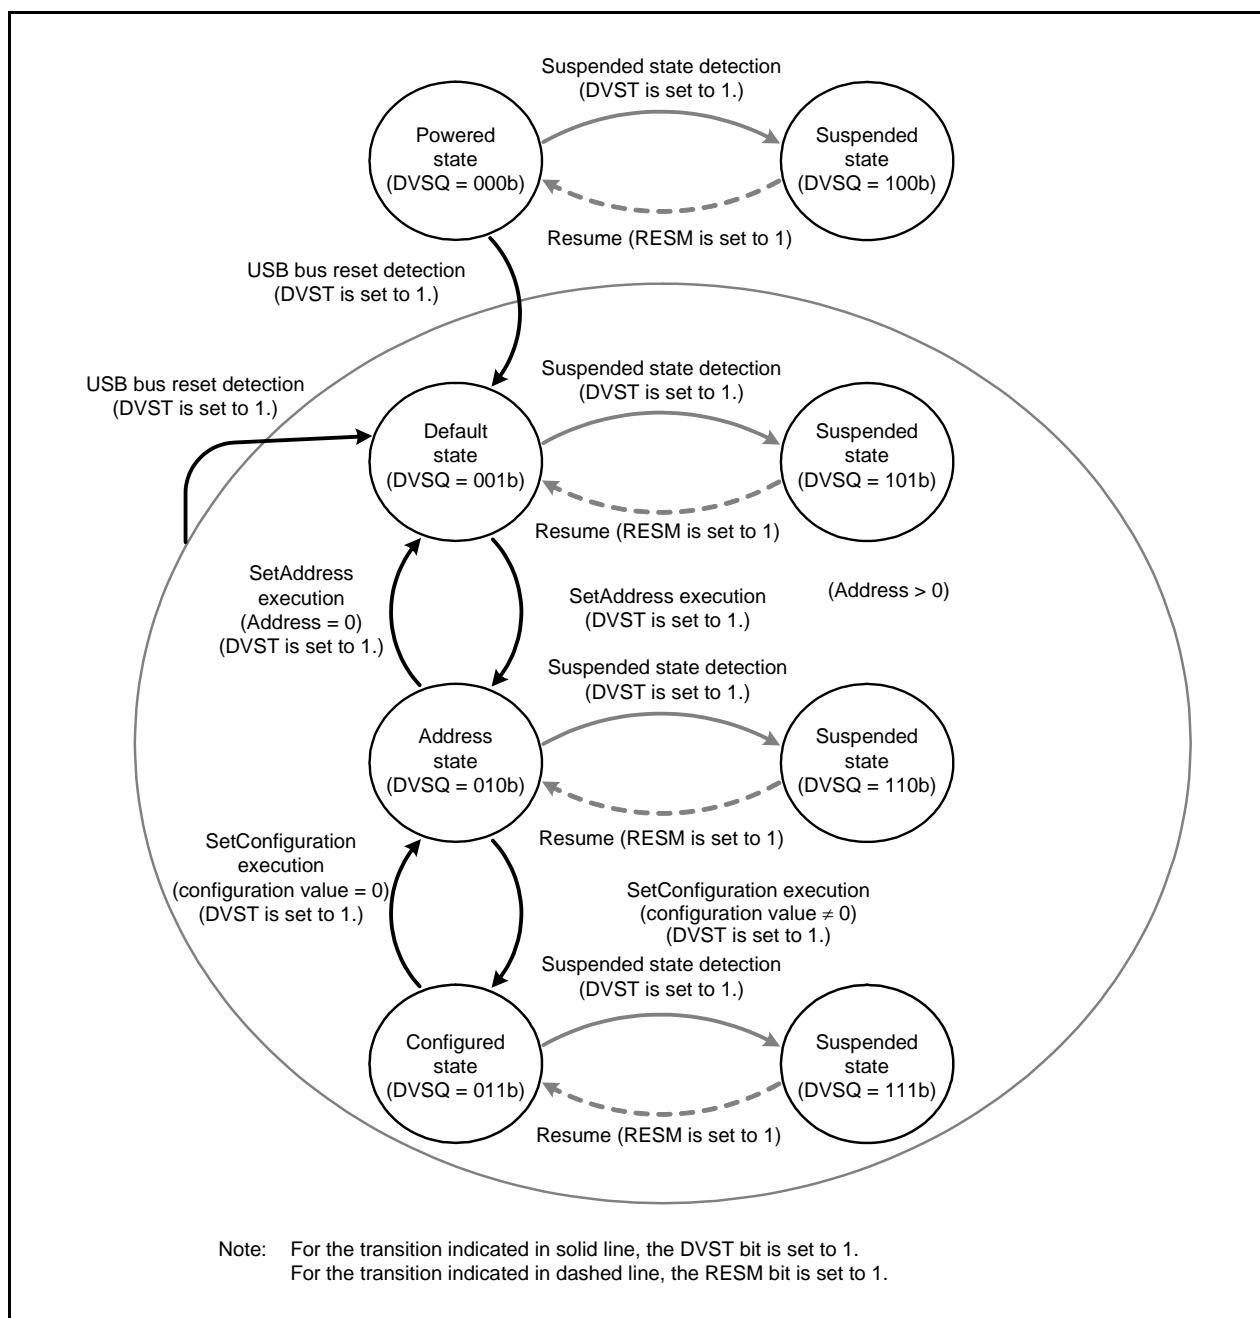 Suspended state detection
(DVST is set to 1.)
Powered
state
(DVSQ = 000b)
Suspended
state
(DVSQ = 100b)
Resume (RESM is set to 1)
USB bus reset detection
(DVST is set to 1.)
USB bus reset detection
(DVST is set to 1.)
Suspended state detection
(DVST is set to 1.)
Default
state
(DVSQ = 001b)
Suspended
state
(DVSQ = 101b)
Resume (RESM is set to 1)
SetAddress
execution
(Address = 0)
(DVST is set to 1.)
SetAddress execution
(DVST is set to 1.)
(Address > 0)
Suspended state detection
(DVST is set to 1.)
Address
state
(DVSQ = 010b)
Suspended
state
(DVSQ = 110b)
Resume (RESM is set to 1)
SetConfiguration
execution
(configuration value = 0)
(DVST is set to 1.)
SetConfiguration execution
(configuration value ≠ 0)
(DVST is set to 1.)
Suspended state detection
(DVST is set to 1.)
Configured
state
(DVSQ = 011b)
Suspended
state
(DVSQ = 111b)
Resume (RESM is set to 1)
Note: For the transition indicated in solid line, the DVST bit is set to 1.
For the transition indicated in dashed line, the RESM bit is set to 1.